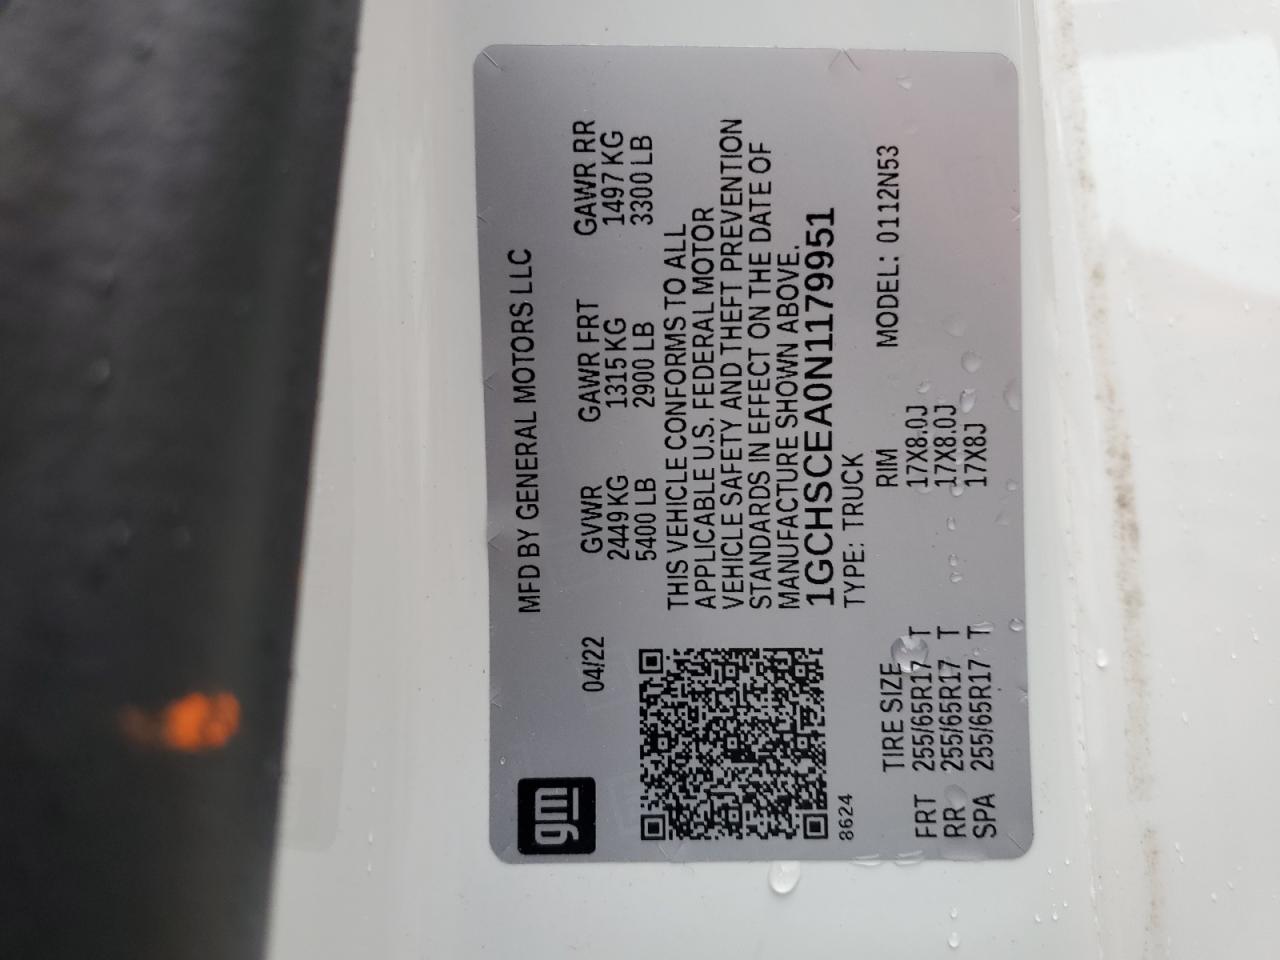 gm
MFD BY GENERAL MOTORS LLC
04/22
GVWR GAWR FRT GAWR RR
2449 KG 1315 KG 1497 KG
5400 LB 2900 LB 3300 LB
THIS VEHICLE CONFORMS TO ALL
APPLICABLE U.S. FEDERAL MOTOR
VEHICLE SAFETY AND THEFT PREVENTION
STANDARDS IN EFFECT ON THE DATE OF
MANUFACTURE SHOWN ABOVE.
1GCHSCEA0N1179951
8624
TYPE: TRUCK
TIRE SIZE RIM MODEL: 0112N53
FRT 255/65R17 T 17X8.0J
RR 255/65R17 T 17X8.0J
SPA 255/65R17 T 17X8J